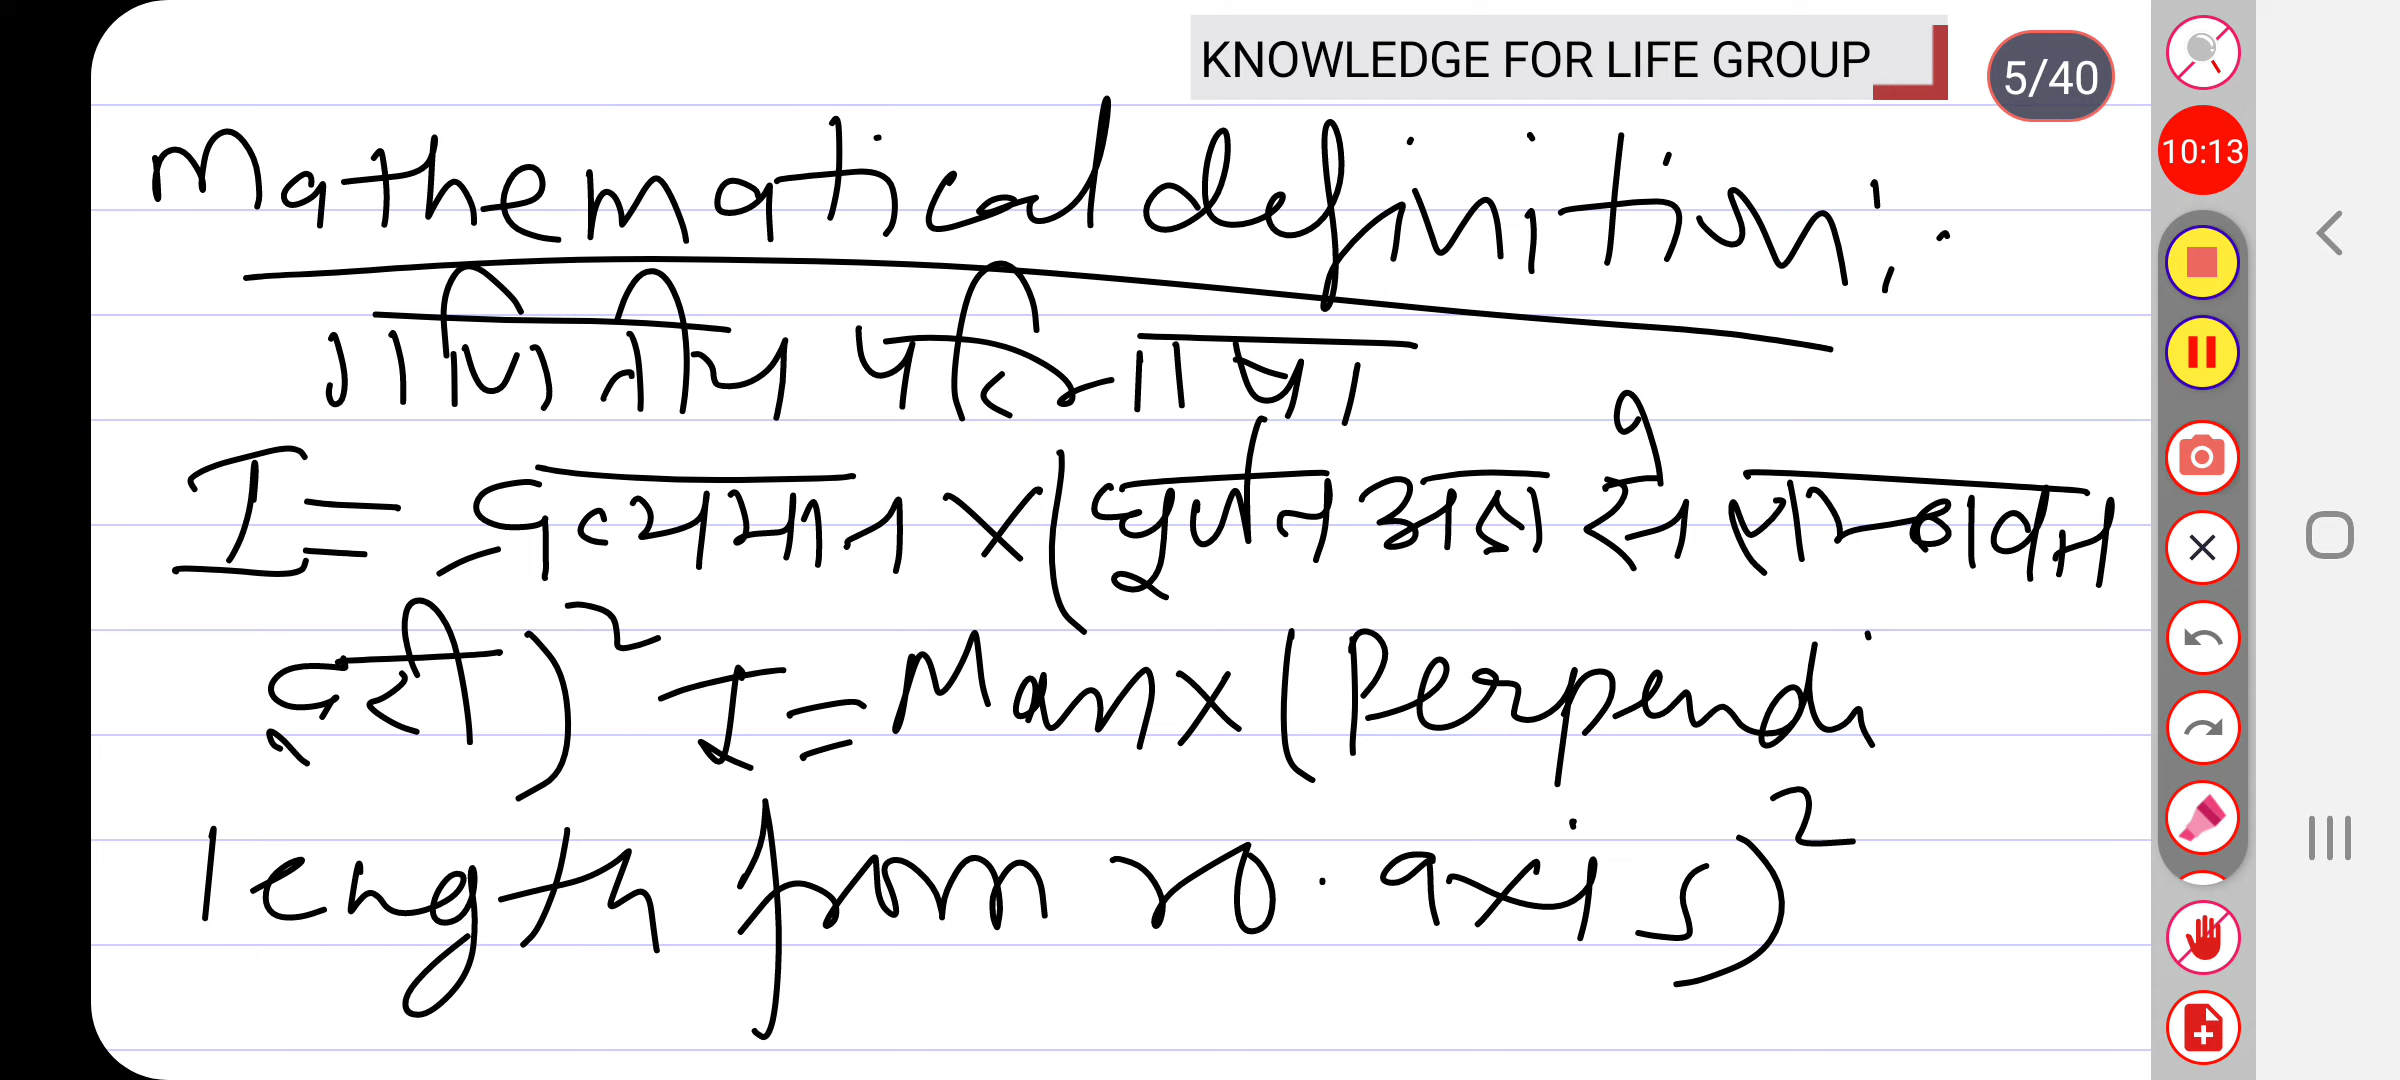 KNOWLEDGE FOR LIFE GROUP
5/40
10:13
Mathematical definition:
गणितीय परिभाषा
I = द्रव्यमान × (घुर्णन अक्ष से लम्बवत
दूरी)² I = Mass × (Perpendi
length from ro. axis)²